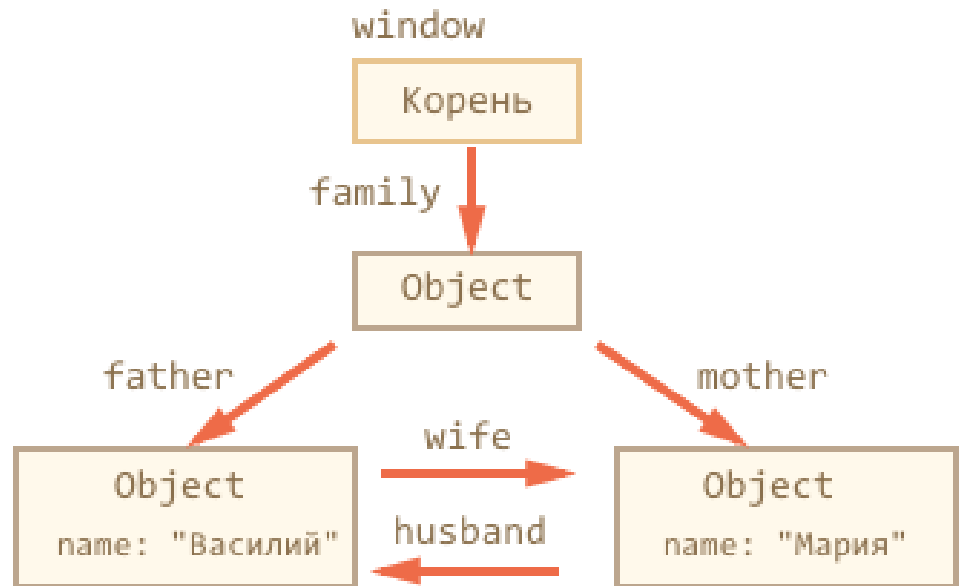 window
Корень
family
Object
father
mother
wife
Object
Object
husband
name: "Василий"
name: "Мария"